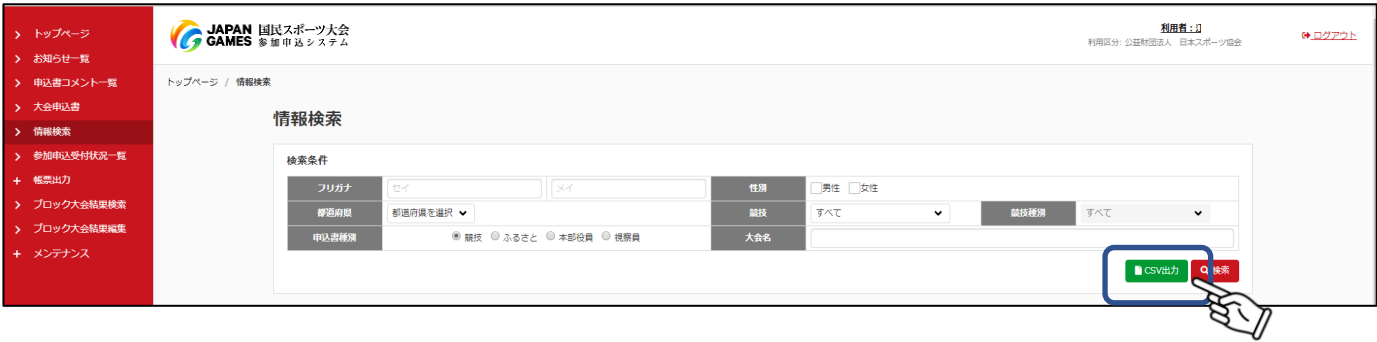 トップページ
お知らせ一覧
申込書コメント一覧
大会申込書
情報検索
参加申込受付状況一覧
帳票出力
ブロック大会結果検索
ブロック大会結果編集
メンテナンス
JAPAN GAMES
国民スポーツ大会
参加申込システム
利用者：
利用区分: 公益財団法人 日本スポーツ協会
ログアウト
トップページ / 情報検索
情報検索
検索条件
フリガナ セイ メイ 性別 男性 女性
都道府県 都道府県を選択 競技 すべて 競技種別 すべて
申込書種別 競技 ふるさと 本部役員 視察員 大会名
CSV出力 検索